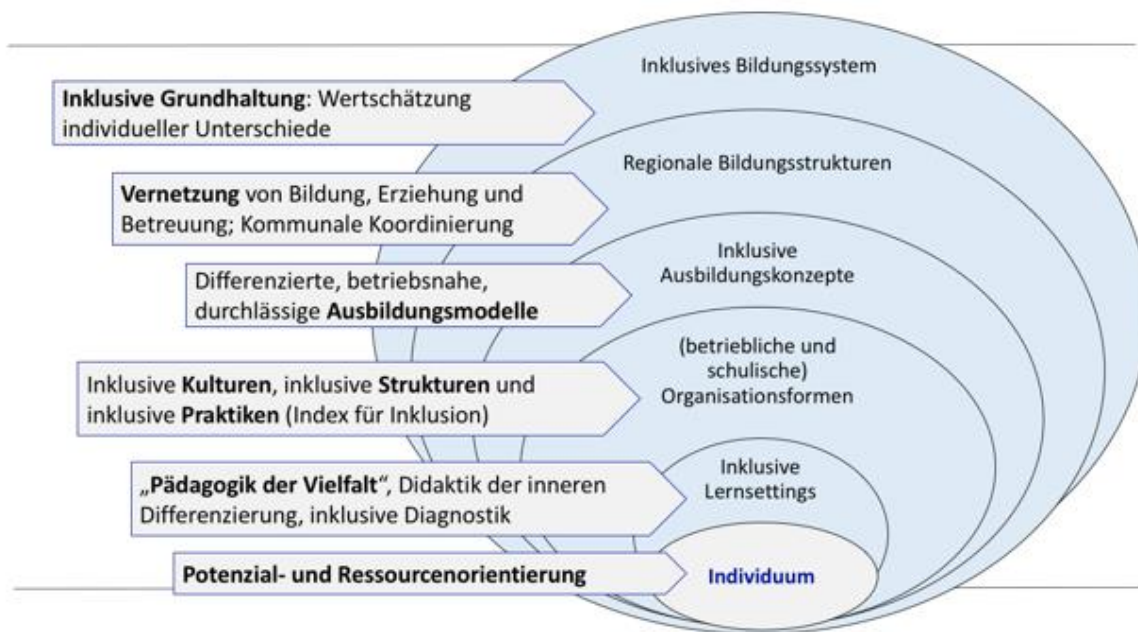 Inklusives Bildungssystem
Inklusive Grundhaltung: Wertschätzung
individueller Unterschiede
Regionale Bildungsstrukturen
Vernetzung von Bildung, Erziehung und
Betreuung; Kommunale Koordinierung
Inklusive
Ausbildungskonzepte
Differenzierte, betriebsnahe,
durchlässige Ausbildungsmodelle
(betriebliche und
schulische)
Organisationsformen
Inklusive Kulturen, inklusive Strukturen und
inklusive Praktiken (Index für Inklusion)
Inklusive
Lernsettings
„Pädagogik der Vielfalt“, Didaktik der inneren
Differenzierung, inklusive Diagnostik
Potenzial- und Ressourcenorientierung
Individuum